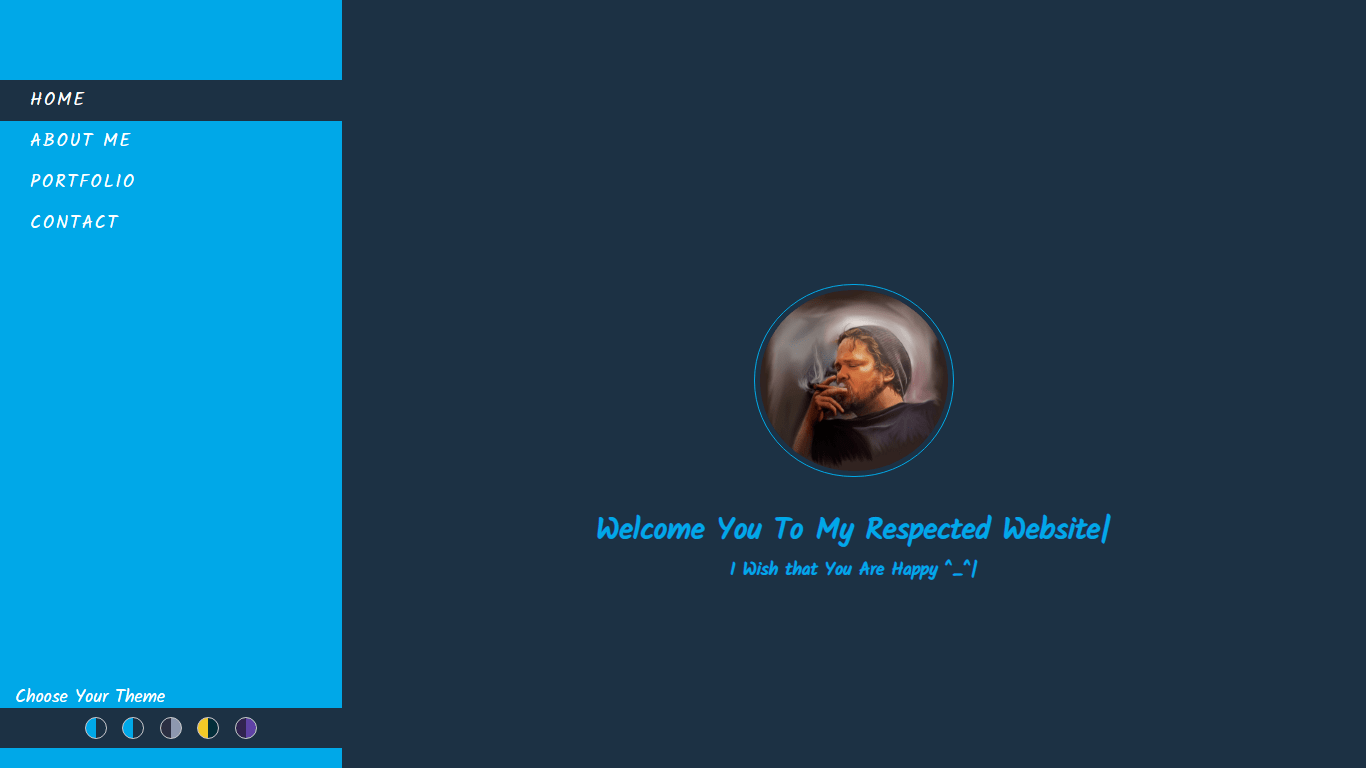 HOME
ABOUT ME
PORTFOLIO
CONTACT
Welcome You To My Respected Website|
I Wish that You Are Happy ^_^|
Choose Your Theme